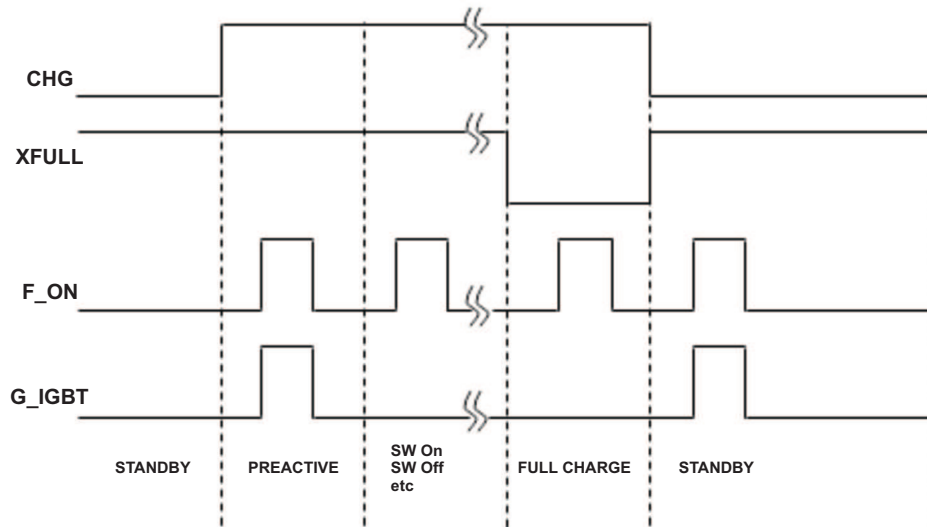 CHG
XFULL
F_ON
G_IGBT
STANDBY
PREACTIVE
SW On
SW Off
etc
FULL CHARGE
STANDBY